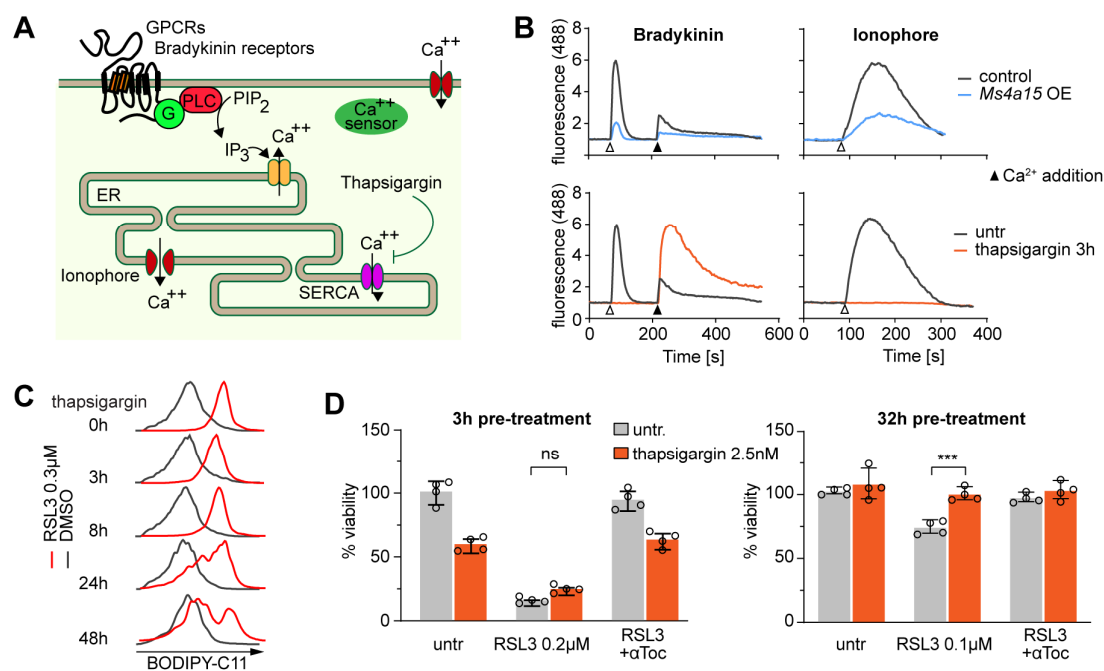 A
GPCRs
Bradykinin receptors
Ca++
PLC
PIP2
G
Ca++
sensor
Ca++
IP3
ER
Thapsigargin
Ca++
Ionophore
SERCA
Ca++
B
Bradykinin
Ionophore
fluorescence (488)
8
6
4
2
control
Ms4a15 OE
Ca2+ addition
fluorescence (488)
8
6
4
2
0
untr
thapsigargin 3h
0 200 400 600
0 100 200 300 400
Time [s]
Time [s]
C
thapsigargin
0h
3h
8h
24h
48h
RSL3 0.3µM
DMSO
BODIPY-C11
D
3h pre-treatment
% viability
150
100
50
0
ns
untr.
thapsigargin 2.5nM
untr
RSL3 0.2µM
RSL3
+αToc
32h pre-treatment
% viability
150
100
50
0
***
untr
RSL3 0.1µM
RSL3
+αToc